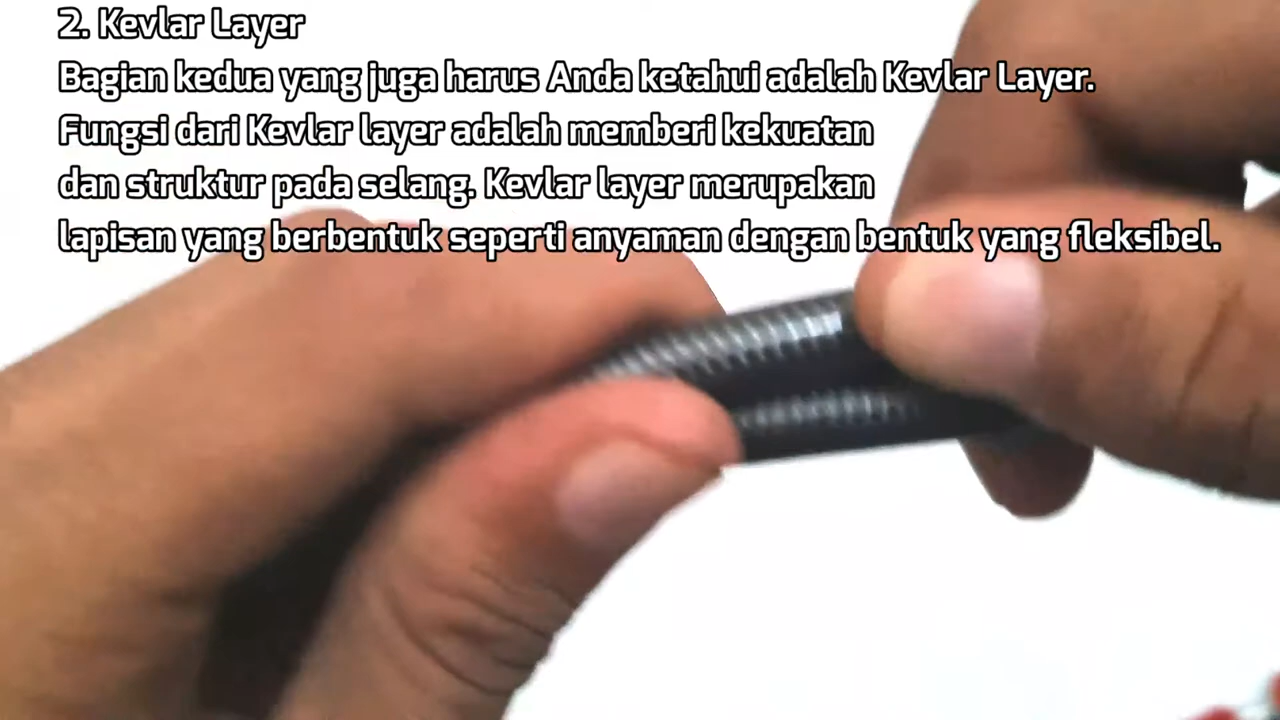 2. Kevlar Layer
Bagian kedua yang juga harus Anda ketahui adalah Kevlar Layer.
Fungsi dari Kevlar layer adalah memberi kekuatan
dan struktur pada selang. Kevlar layer merupakan
lapisan yang berbentuk seperti anyaman dengan bentuk yang fleksibel.